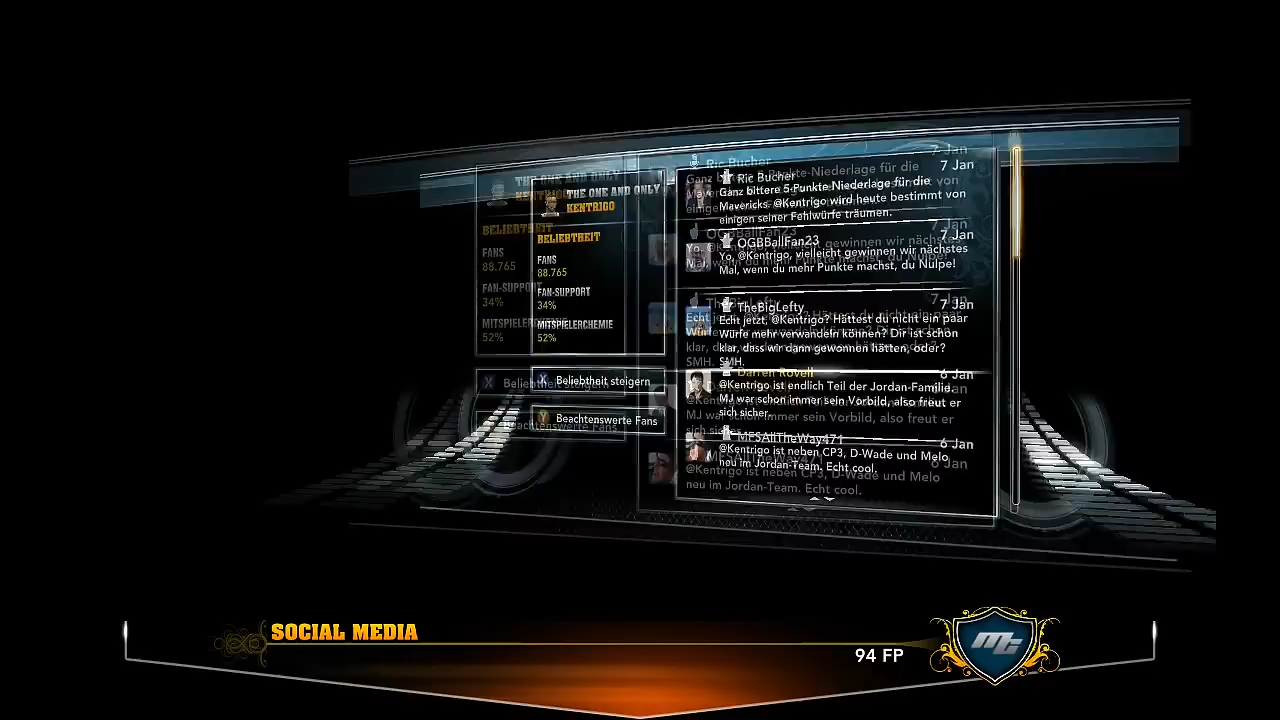 THE ONE AND ONLY
KENTRIGO
BELIEBTHEIT
FANS
88.765
FAN-SUPPORT
34%
MITSPIELERCHEMIE
52%
X Beliebtheit steigern
Y Beachtenswerte Fans
Ric Bucher 7 Jan
Ganz bittere 5-Punkte Niederlage für die
Mavericks. @Kentrigo wird heute bestimmt von
einigen seiner Fehlwürfe träumen.
OGBBallFan23 7 Jan
Yo, @Kentrigo, vielleicht gewinnen wir nächstes
Mal, wenn du mehr Punkte machst, du Nulpe!
TheBigLefty 7 Jan
Echt jetzt, @Kentrigo? Hättest du nicht ein paar
Würfe mehr verwandeln können? Dir ist schon
klar, dass wir dann gewonnen hätten, oder?
SMH.
Darren Rovell 6 Jan
@Kentrigo ist endlich Teil der Jordan-Familie.
MJ war schon immer sein Vorbild, also freut er
sich sicher.
MFSAllTheWay471 6 Jan
@Kentrigo ist neben CP3, D-Wade und Melo
neu im Jordan-Team. Echt cool.
SOCIAL MEDIA
94 FP
MC